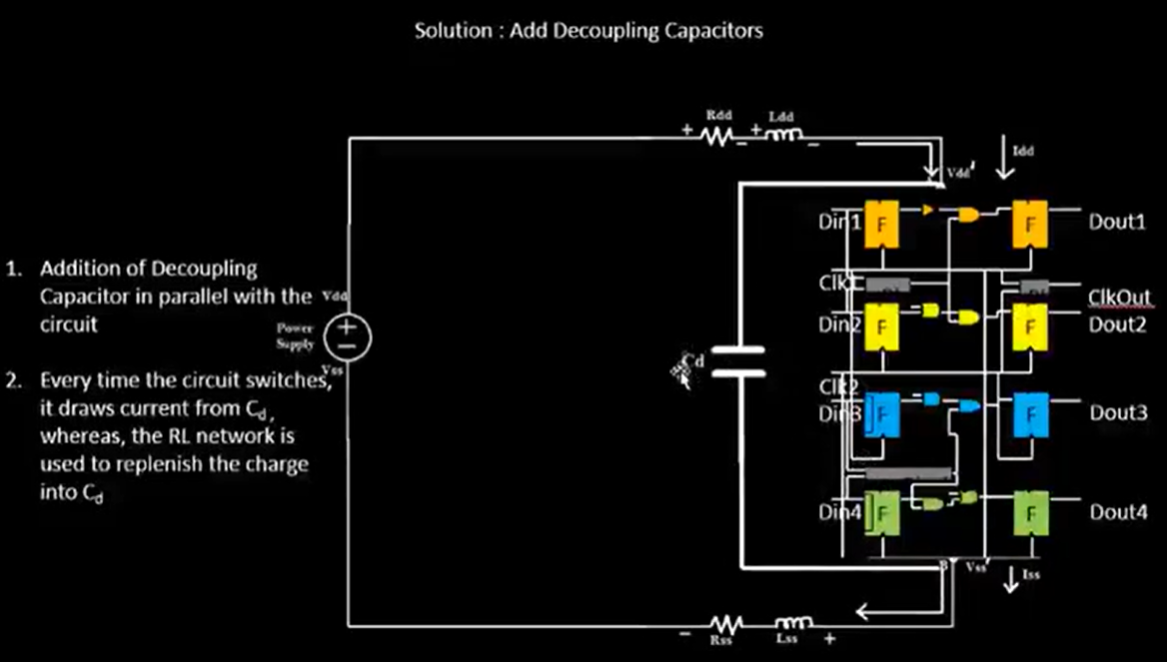 Solution : Add Decoupling Capacitors
Rdd
Ldd
+
+
−
−
Vdd'
Idd
1. Addition of Decoupling
Capacitor in parallel with the
circuit
2. Every time the circuit switches,
it draws current from Cd,
whereas, the RL network is
used to replenish the charge
into Cd
Vdd
Power
Supply
+
−
Vss
Cd
Din1
F
F
Dout1
Clk1
ClkOut
Din2
F
F
Dout2
Clk2
Din3
F
F
Dout3
Din4
F
F
Dout4
B
Vss'
Iss
−
Rss
Lss
+